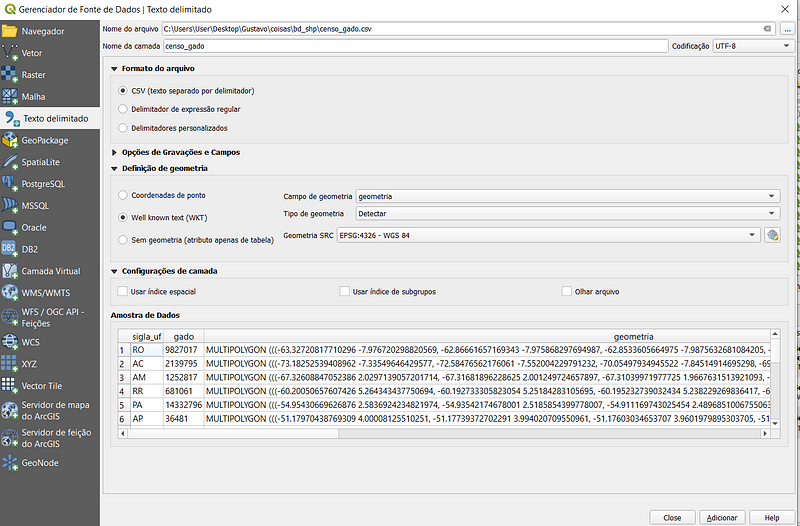 Gerenciador de Fonte de Dados | Texto delimitado
Navegador
Vetor
Raster
Malha
Texto delimitado
GeoPackage
SpatiaLite
PostgreSQL
MSSQL
Oracle
DB2
Camada Virtual
WMS/WMTS
WFS / OGC API -
Feições
WCS
XYZ
Vector Tile
Servidor de mapa
do ArcGIS
Servidor de feição
do ArcGIS
GeoNode
Nome do arquivo C:\Users\User\Desktop\Gustavo\coisas\bd_shp\censo_gado.csv ...
Nome da camada censo_gado Codificação UTF-8
Formato do arquivo
CSV (texto separado por delimitador)
Delimitador de expressão regular
Delimitadores personalizados
Opções de Gravações e Campos
Definição de geometria
Coordenadas de ponto
Well known text (WKT)
Sem geometria (atributo apenas de tabela)
Campo de geometria geometria
Tipo de geometria Detectar
Geometria SRC EPSG:4326 - WGS 84
Configurações de camada
Usar índice espacial Usar índice de subgrupos Olhar arquivo
Amostra de Dados
sigla_uf gado geometria
1 RO 9827017 MULTIPOLYGON (((-63.32720817710296 -7.976720298820569, -62.86661657169343 -7.975868297694987, -62.8533605664975 -7.9875632681084205, -
2 AC 2139795 MULTIPOLYGON (((-73.18252539408962 -7.33549646429577, -72.58476562176061 -7.55200422979​1232, -70.05497934945522 -7.84514914695298, -69
3 AM 1252817 MULTIPOLYGON (((-67.32608847052386 2.0297139057201714, -67.31681896228625 2.001249724657897, -67.31039971977725 1.9667631513921093, -
4 RR 681061 MULTIPOLYGON (((-60.20050657607426 5.264343437750694, -60.192733305823054 5.25184283105695, -60.195232739032434 5.238229269836417, -6
5 PA 14332796 MULTIPOLYGON (((-54.95430669626876 2.5836924234821974, -54.93542174678001 2.5185854399778007, -54.911169743025454 2.489685100675506
6 AP 36481 MULTIPOLYGON (((-51.17970438769309 4.00008125510251, -51.17739372702291 3.994020709550961, -51.17603034653707 3.9601979895303705, -51
Close Adicionar Help